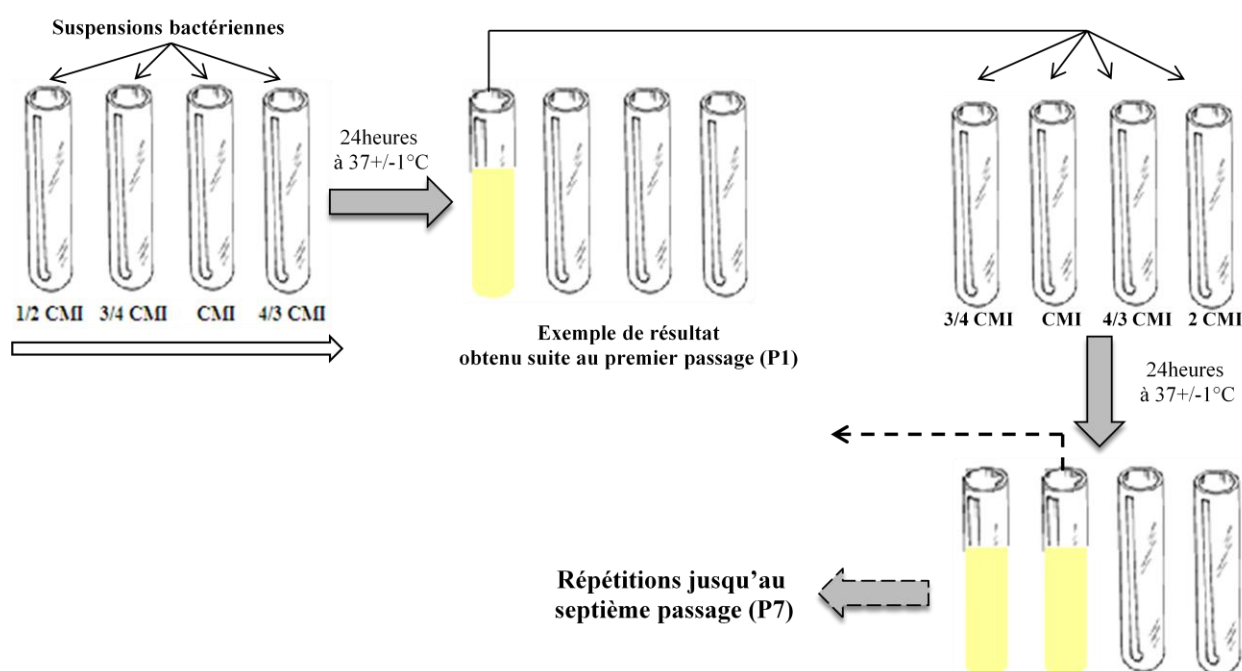 Suspensions bactériennes
24heures
à 37+/-1°C
1/2 CMI 3/4 CMI CMI 4/3 CMI
Exemple de résultat
obtenu suite au premier passage (P1)
3/4 CMI CMI 4/3 CMI 2 CMI
24heures
à 37+/-1°C
Répétitions jusqu’au
septième passage (P7)